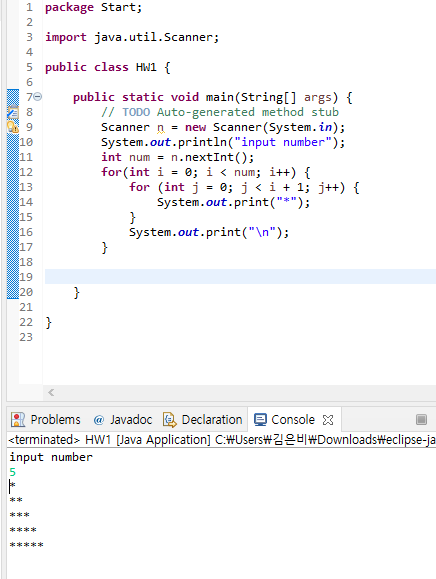 1 package Start;
2
3 import java.util.Scanner;
4
5 public class HW1 {
6
7     public static void main(String[] args) {
8         // TODO Auto-generated method stub
9         Scanner n = new Scanner(System.in);
10         System.out.println("input number");
11         int num = n.nextInt();
12         for(int i = 0; i < num; i++) {
13             for (int j = 0; j < i + 1; j++) {
14                 System.out.print("*");
15             }
16             System.out.print("\n");
17         }
18
19
20     }
21
22 }
23
Problems @ Javadoc Declaration Console
<terminated> HW1 [Java Application] C:₩Users₩김은비₩Downloads₩eclipse-ja
input number
5
*
**
***
****
*****